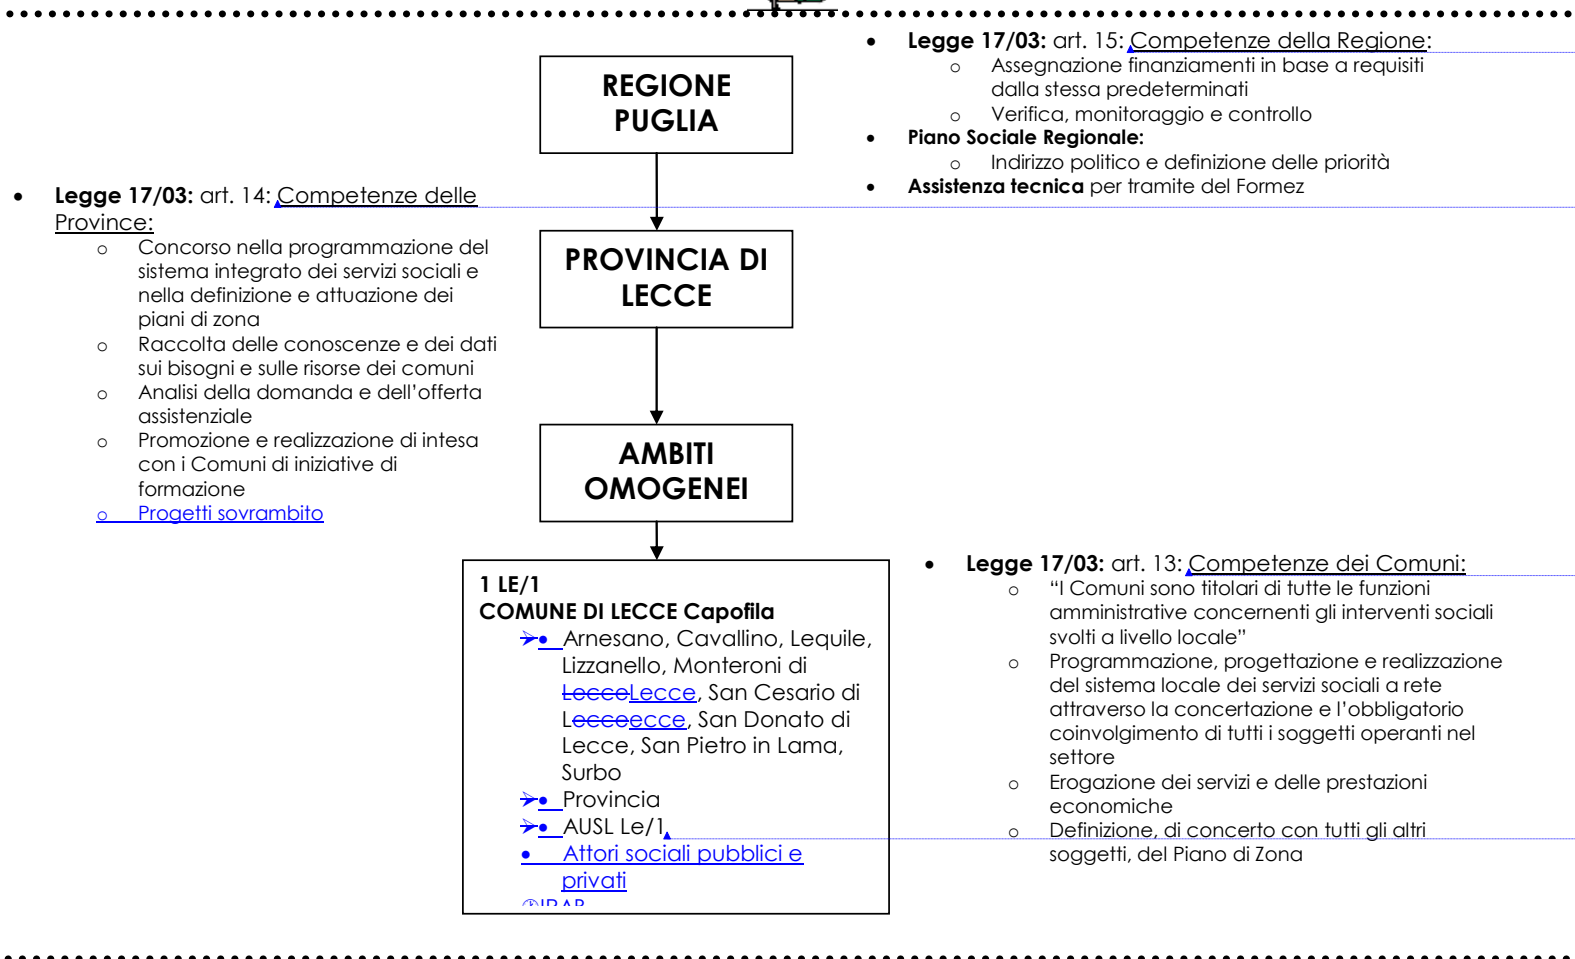 • Legge 17/03: art. 15: Competenze della Regione:
o Assegnazione finanziamenti in base a requisiti
dalla stessa predeterminati
o Verifica, monitoraggio e controllo
• Piano Sociale Regionale:
o Indirizzo politico e definizione delle priorità
• Assistenza tecnica per tramite del Formez
REGIONE
PUGLIA
• Legge 17/03: art. 14: Competenze delle
Province:
o Concorso nella programmazione del
sistema integrato dei servizi sociali e
nella definizione e attuazione dei
piani di zona
o Raccolta delle conoscenze e dei dati
sui bisogni e sulle risorse dei comuni
o Analisi della domanda e dell'offerta
assistenziale
o Promozione e realizzazione di intesa
con i Comuni di iniziative di
formazione
o Progetti sovrambito
PROVINCIA DI
LECCE
AMBITI
OMOGENEI
1 LE/1
COMUNE DI LECCE Capofila
➢• Arnesano, Cavallino, Lequile,
Lizzanello, Monteroni di
LecceLecce, San Cesario di
Lecceecce, San Donato di
Lecce, San Pietro in Lama,
Surbo
➢• Provincia
➢• AUSL Le/1
• Attori sociali pubblici e
privati
• Legge 17/03: art. 13: Competenze dei Comuni:
o "I Comuni sono titolari di tutte le funzioni
amministrative concernenti gli interventi sociali
svolti a livello locale"
o Programmazione, progettazione e realizzazione
del sistema locale dei servizi sociali a rete
attraverso la concertazione e l'obbligatorio
coinvolgimento di tutti i soggetti operanti nel
settore
o Erogazione dei servizi e delle prestazioni
economiche
o Definizione, di concerto con tutti gli altri
soggetti, del Piano di Zona